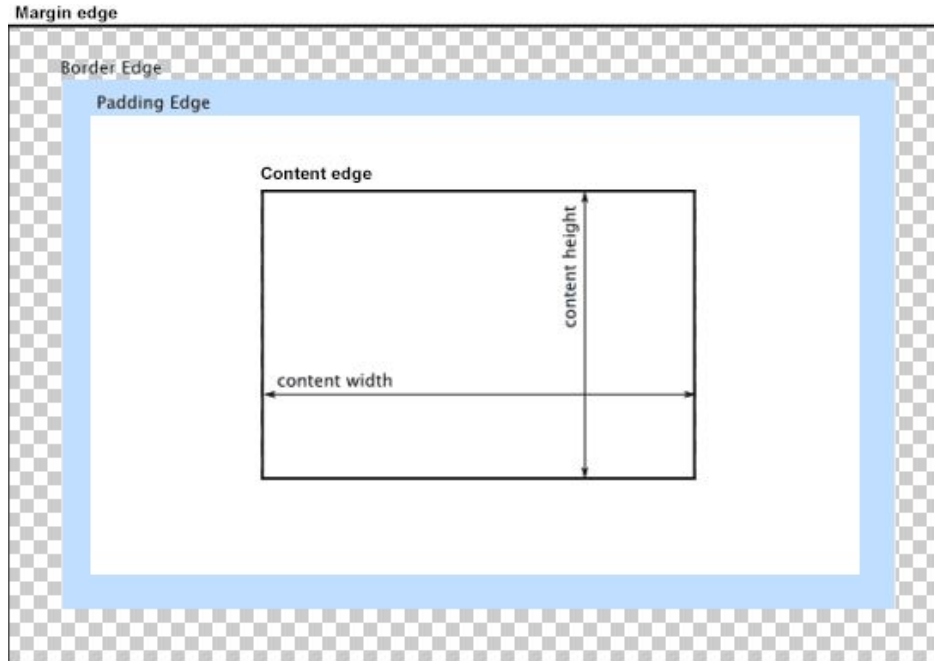 Margin edge
Border Edge
Padding Edge
Content edge
content height
content width